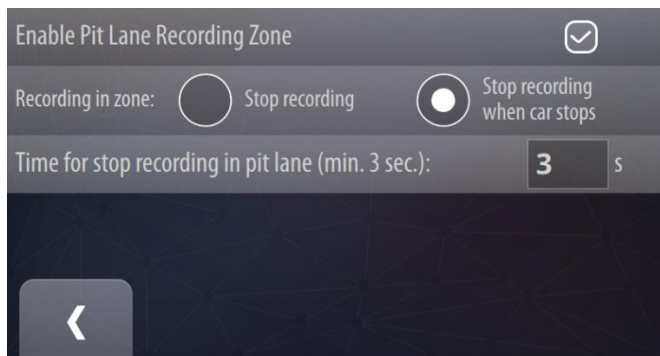 Enable Pit Lane Recording Zone
Recording in zone:
Stop recording
Stop recording
when car stops
Time for stop recording in pit lane (min. 3 sec.):
3
s